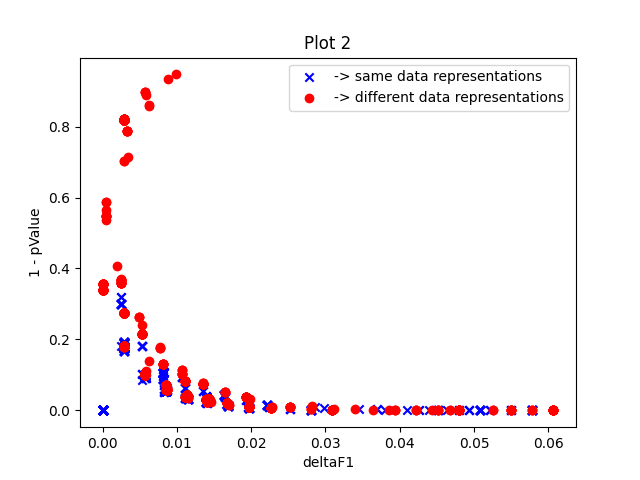 Plot 2
-> same data representations
-> different data representations
1 - pValue
0.8
0.6
0.4
0.2
0.0
0.00 0.01 0.02 0.03 0.04 0.05 0.06
deltaF1